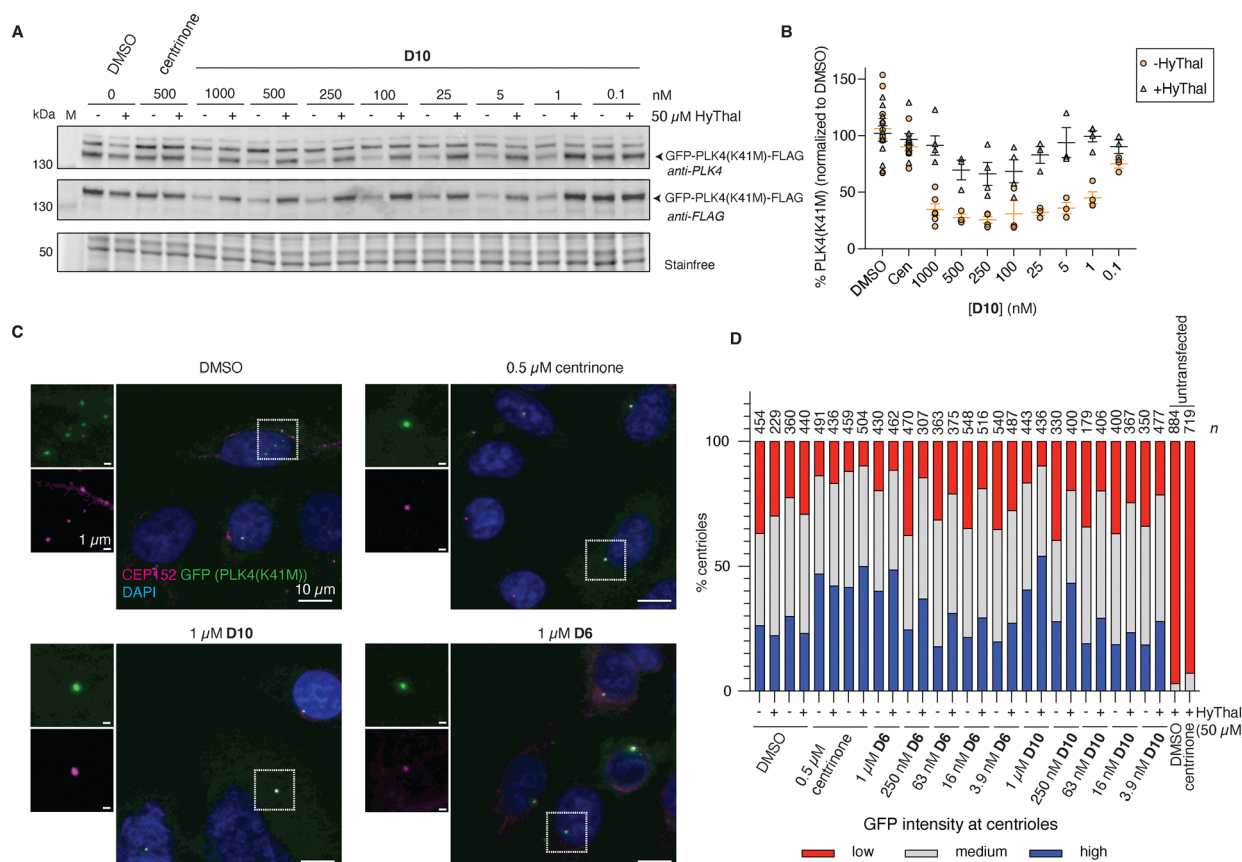 A
DMSO
centrinone
D10
0 500 1000 500 250 100 25 5 1 0.1 nM
kDa M - + - + - + - + - + - + - + - + - + - + 50 µM HyThal
130
GFP-PLK4(K41M)-FLAG
anti-PLK4
130
GFP-PLK4(K41M)-FLAG
anti-FLAG
50
Stainfree
B
% PLK4(K41M) (normalized to DMSO)
150
100
50
0
-HyThal
+HyThal
DMSO Cen 1000 500 250 100 25 5 1 0.1
[D10] (nM)
C
DMSO
1 µm
CEP152 GFP (PLK4(K41M))
DAPI
10 µm
0.5 µM centrinone
1 µM D10
1 µM D6
D
untransfected
454 229 360 440 491 436 459 504 430 462 470 307 363 375 548 516 540 487 443 436 330 400 179 406 400 367 350 477 884 719 n
% centrioles
100
50
0
- + - + - + - + - + - + - + - + - + - + - + - + - + - + + + HyThal
(50 µM
DMSO
0.5 µM
centrinone
1 µM D6
250 nM D6
63 nM D6
16 nM D6
3.9 nM D6
1 µM D10
250 nM D10
63 nM D10
16 nM D10
3.9 nM D10
DMSO
centrinone
GFP intensity at centrioles
low medium high